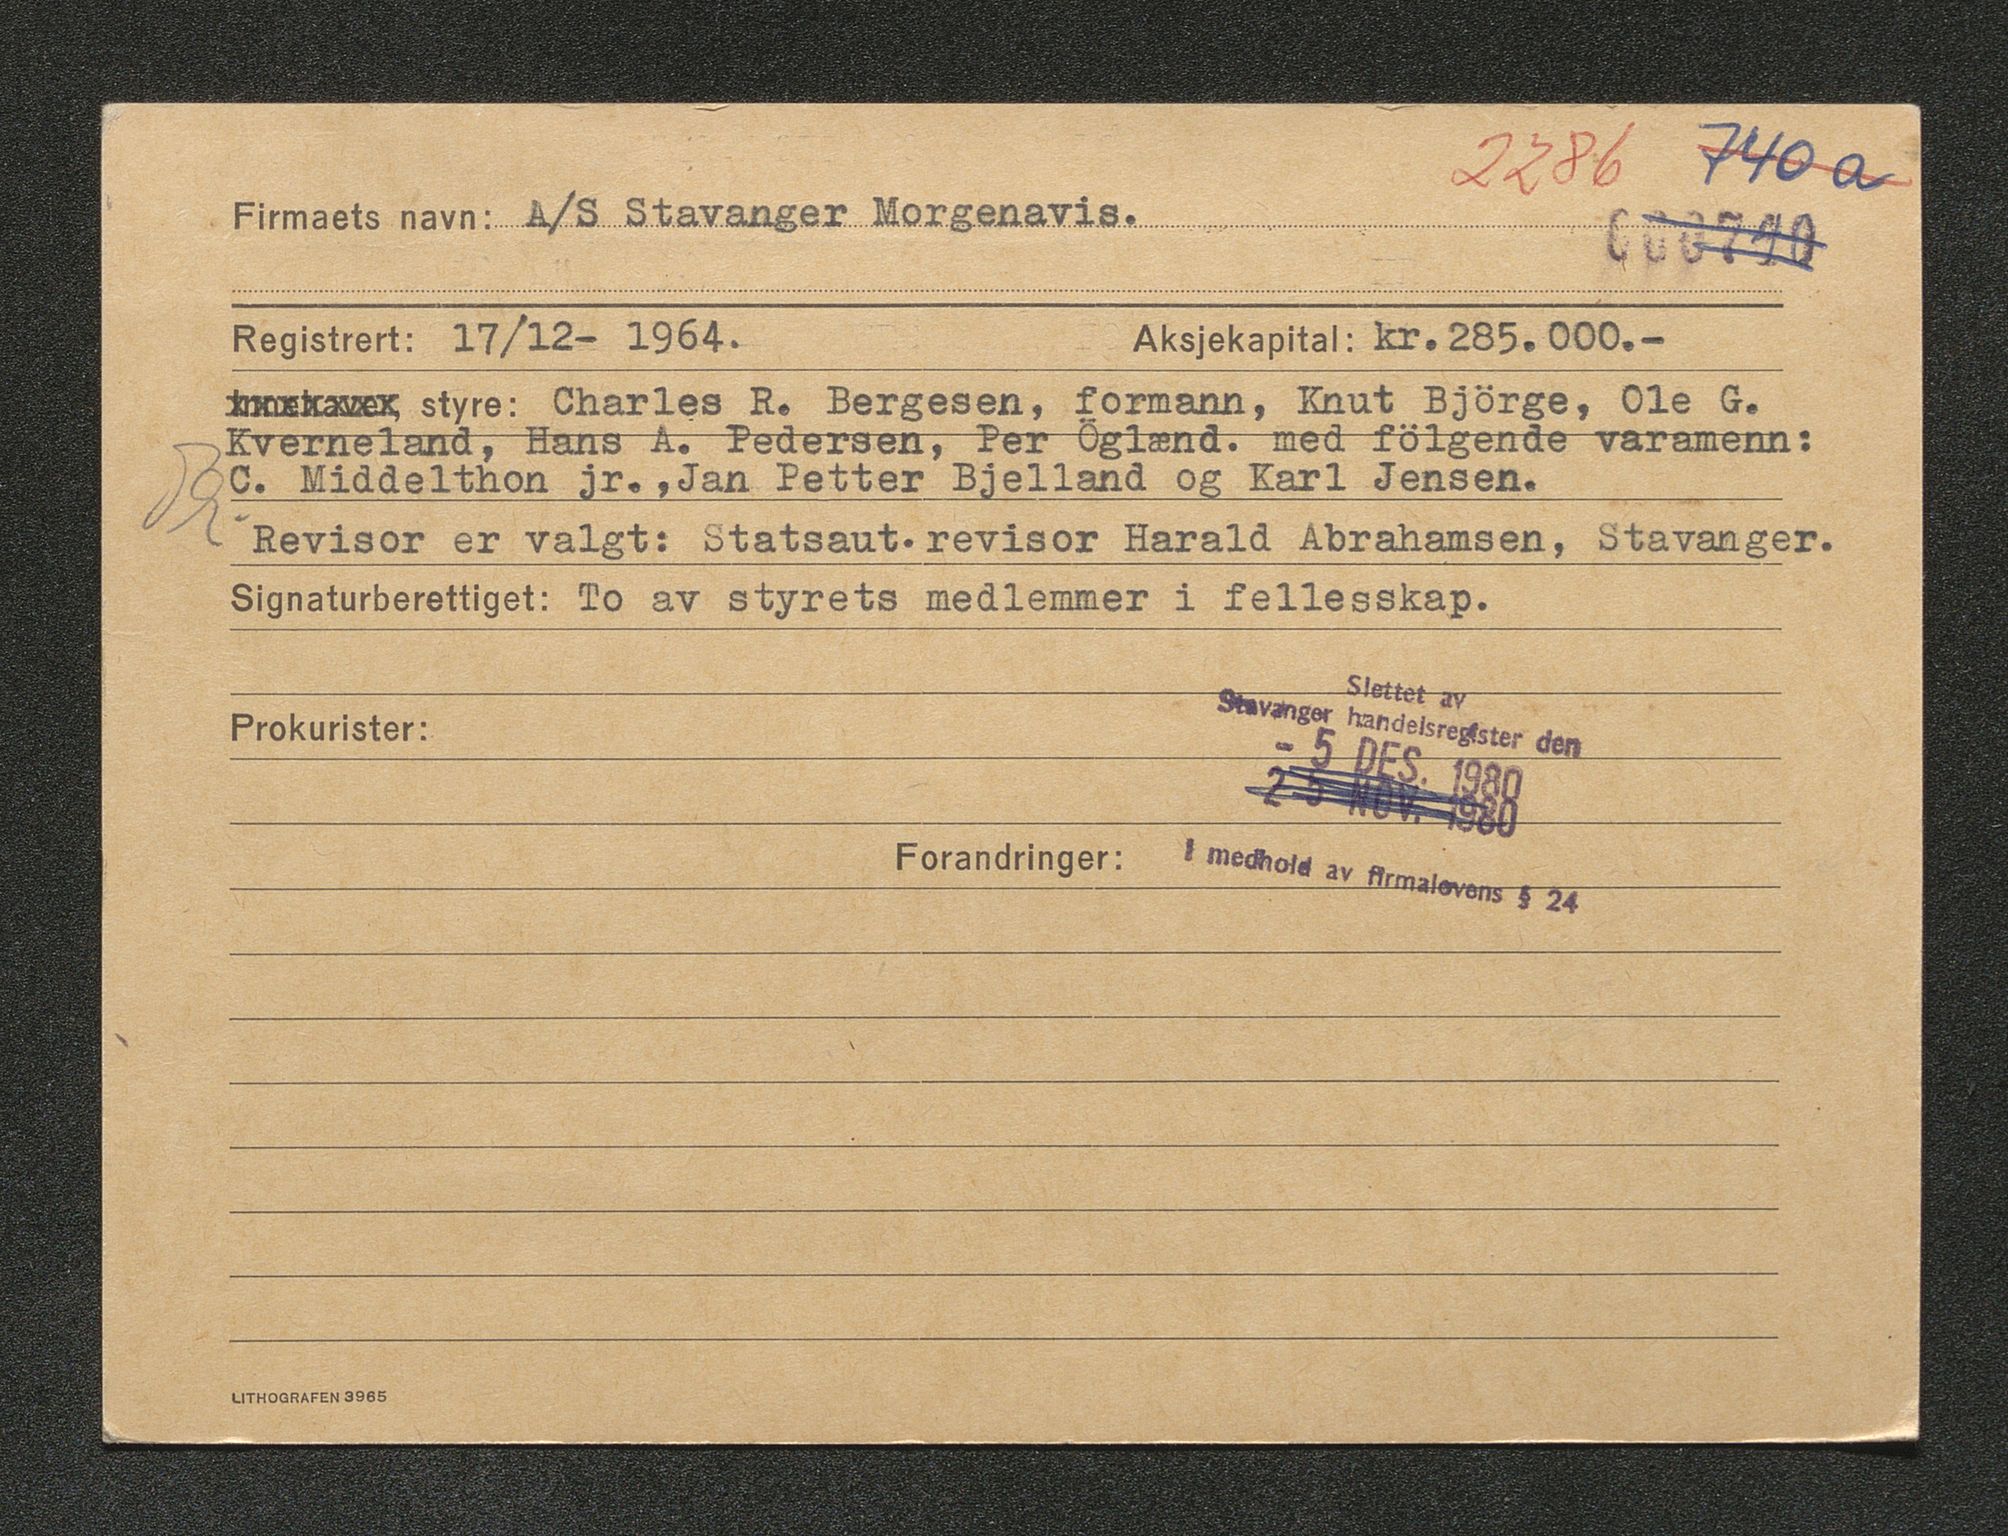 2286 740 a
Firmaets navn: A/S Stavanger Morgenavis.
Registrert: 17/12- 1964. Aksjekapital: kr.285.000.-
Innehaver, styre: Charles R. Bergesen, formann, Knut Björge, Ole G.
Kverneland, Hans A. Pedersen, Per Öglænd. med fölgende varamenn:
C. Middelthon jr.,Jan Petter Bjelland og Karl Jensen.
Revisor er valgt: Statsaut.revisor Harald Abrahamsen, Stavanger.
Signaturberettiget: To av styrets medlemmer i fellesskap.
Slettet av
Stavanger handelsregister den
Prokurister:
- 5 DES. 1980
25 NOV. 1980
Forandringer:
I medhold av firmalovens § 24
LITHOGRAFEN 3965